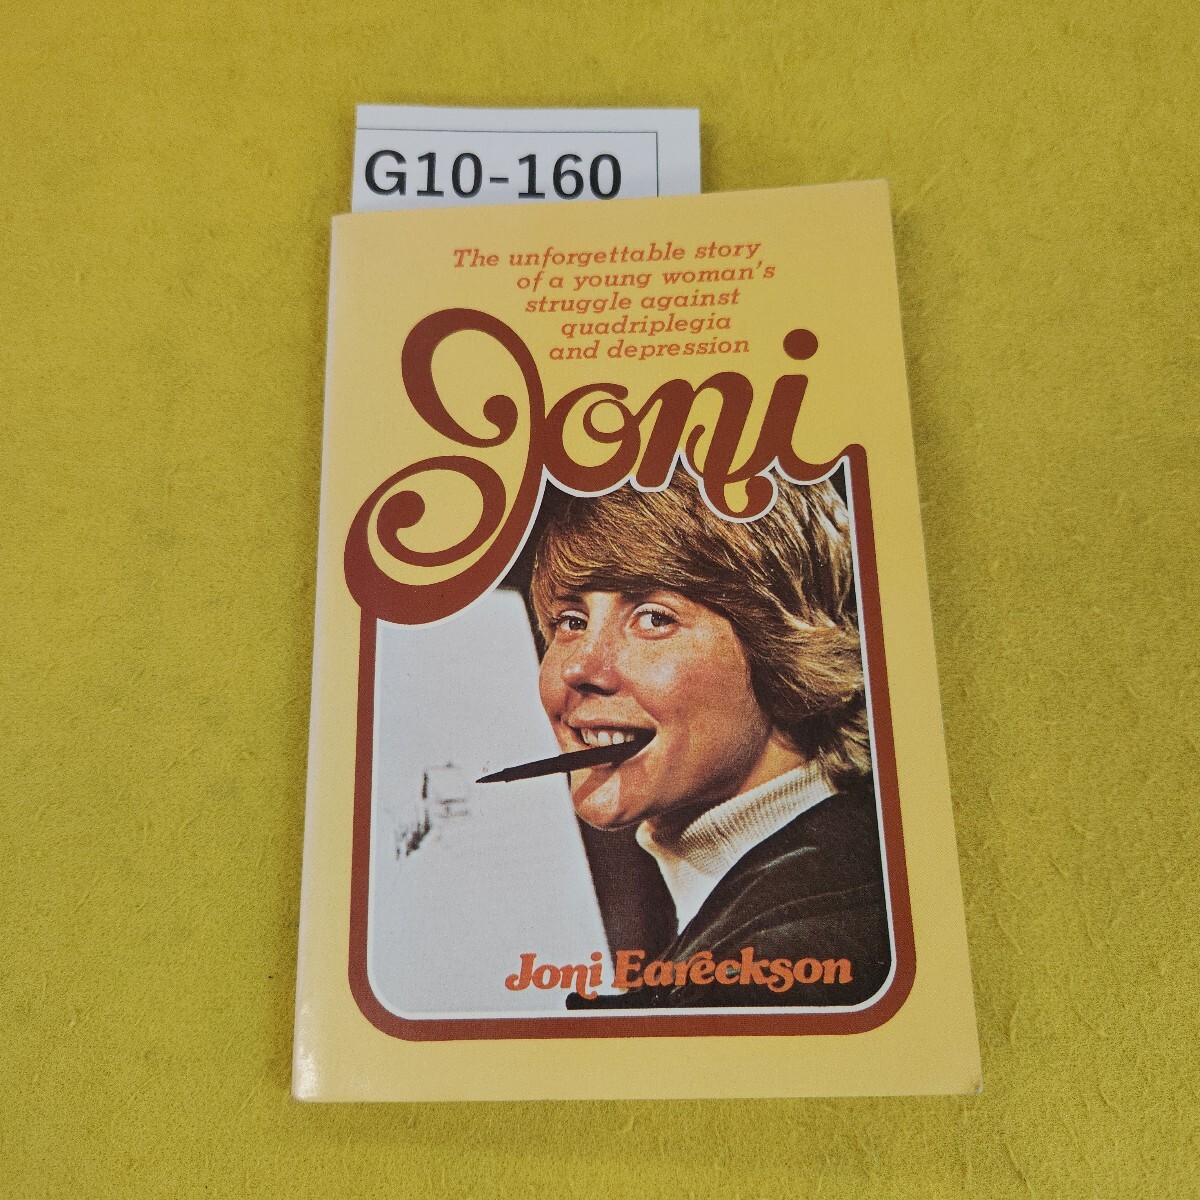 G10-160
The unforgettable story
of a young woman's
struggle against
quadriplegia
and depression
Joni
Joni Eareckson